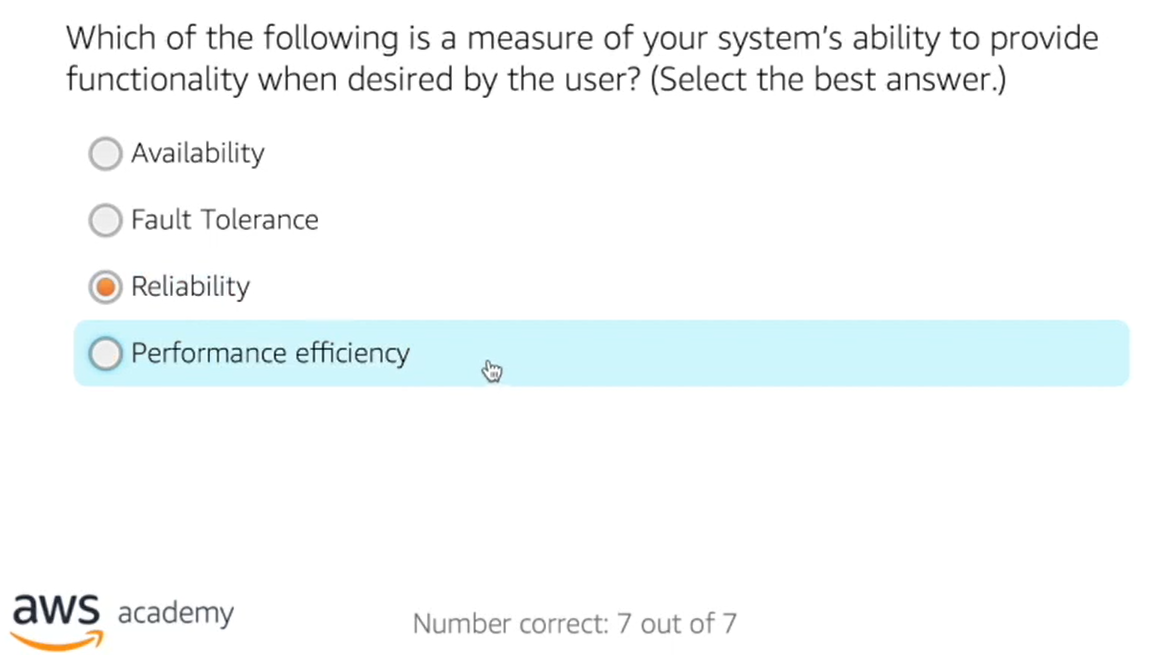 Which of the following is a measure of your system's ability to provide
functionality when desired by the user? (Select the best answer.)
Availability
Fault Tolerance
Reliability
Performance efficiency
aws academy
Number correct: 7 out of 7